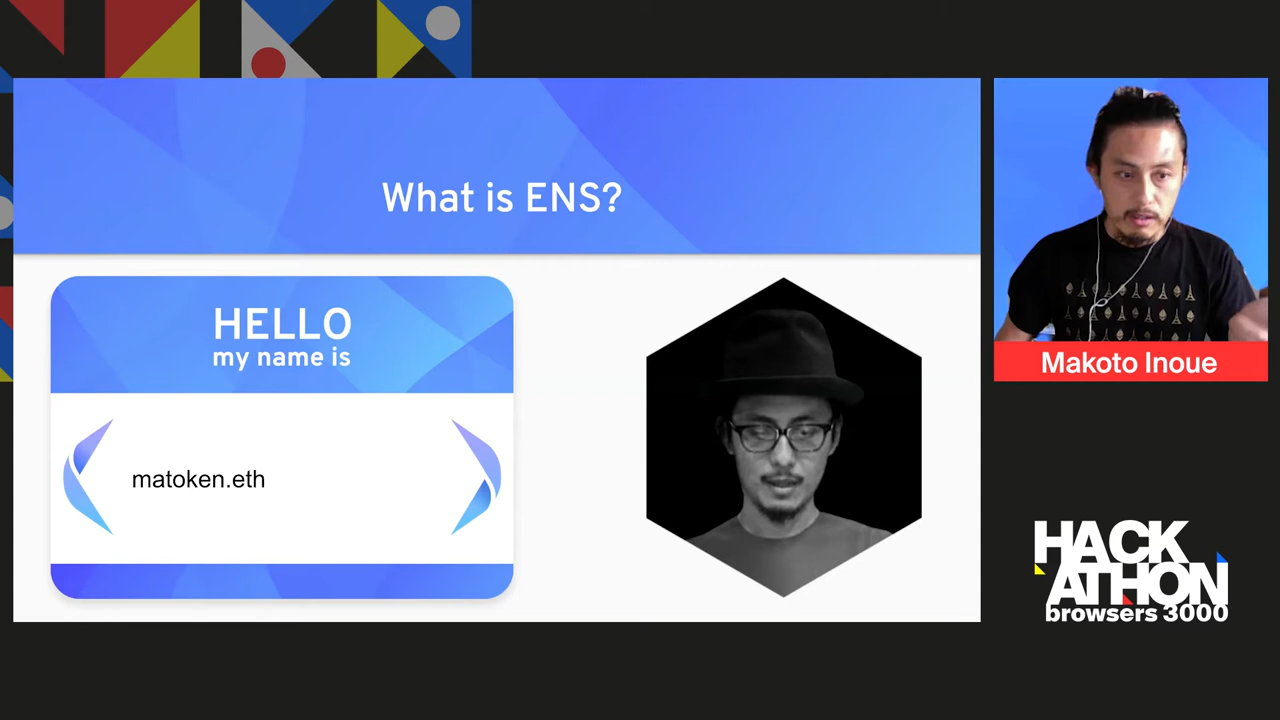 What is ENS?
HELLO
my name is
matoken.eth
Makoto Inoue
HACK
ATHON
browsers 3000